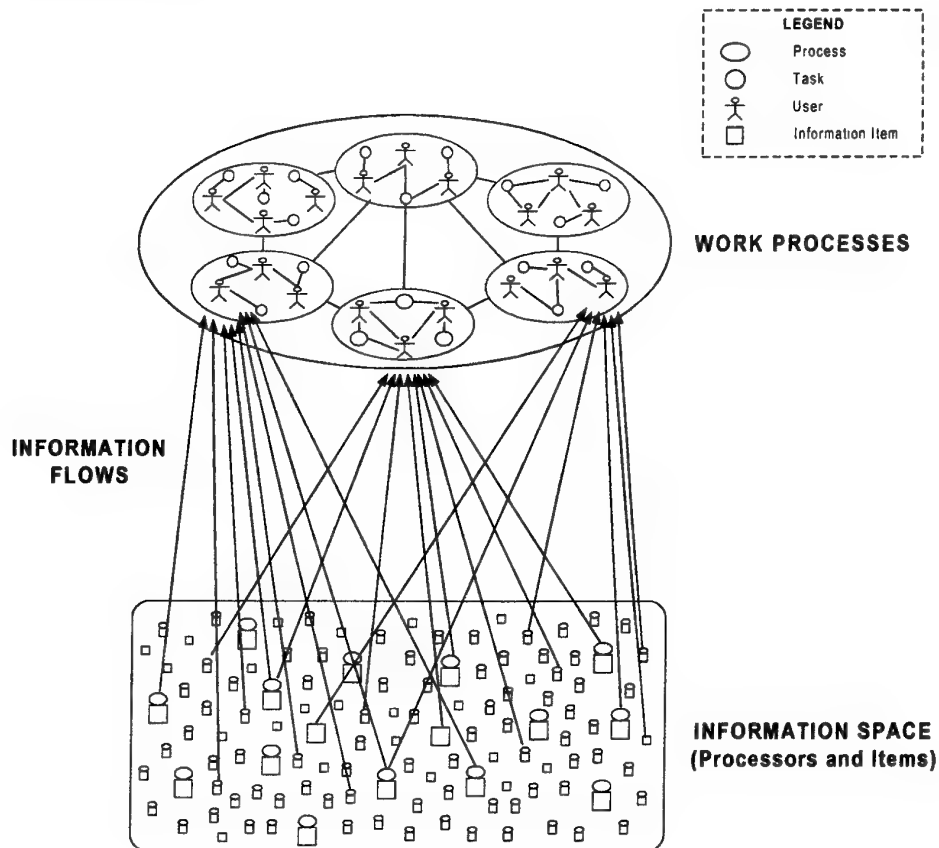 LEGEND
Process
Task
User
Information Item
WORK PROCESSES
INFORMATION
FLOWS
INFORMATION SPACE
(Processors and Items)